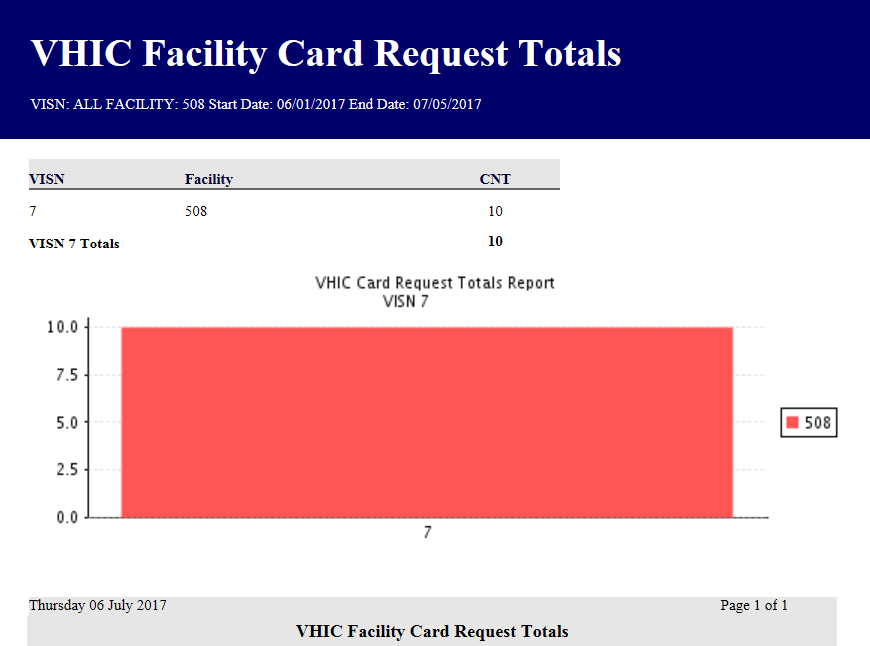 VHIC Facility Card Request Totals
VISN: ALL FACILITY: 508 Start Date: 06/01/2017 End Date: 07/05/2017
VISN Facility CNT
7 508 10
VISN 7 Totals 10
VHIC Card Request Totals Report
VISN 7
10.0
7.5
5.0
2.5
0.0
7
508
Thursday 06 July 2017 Page 1 of 1
VHIC Facility Card Request Totals